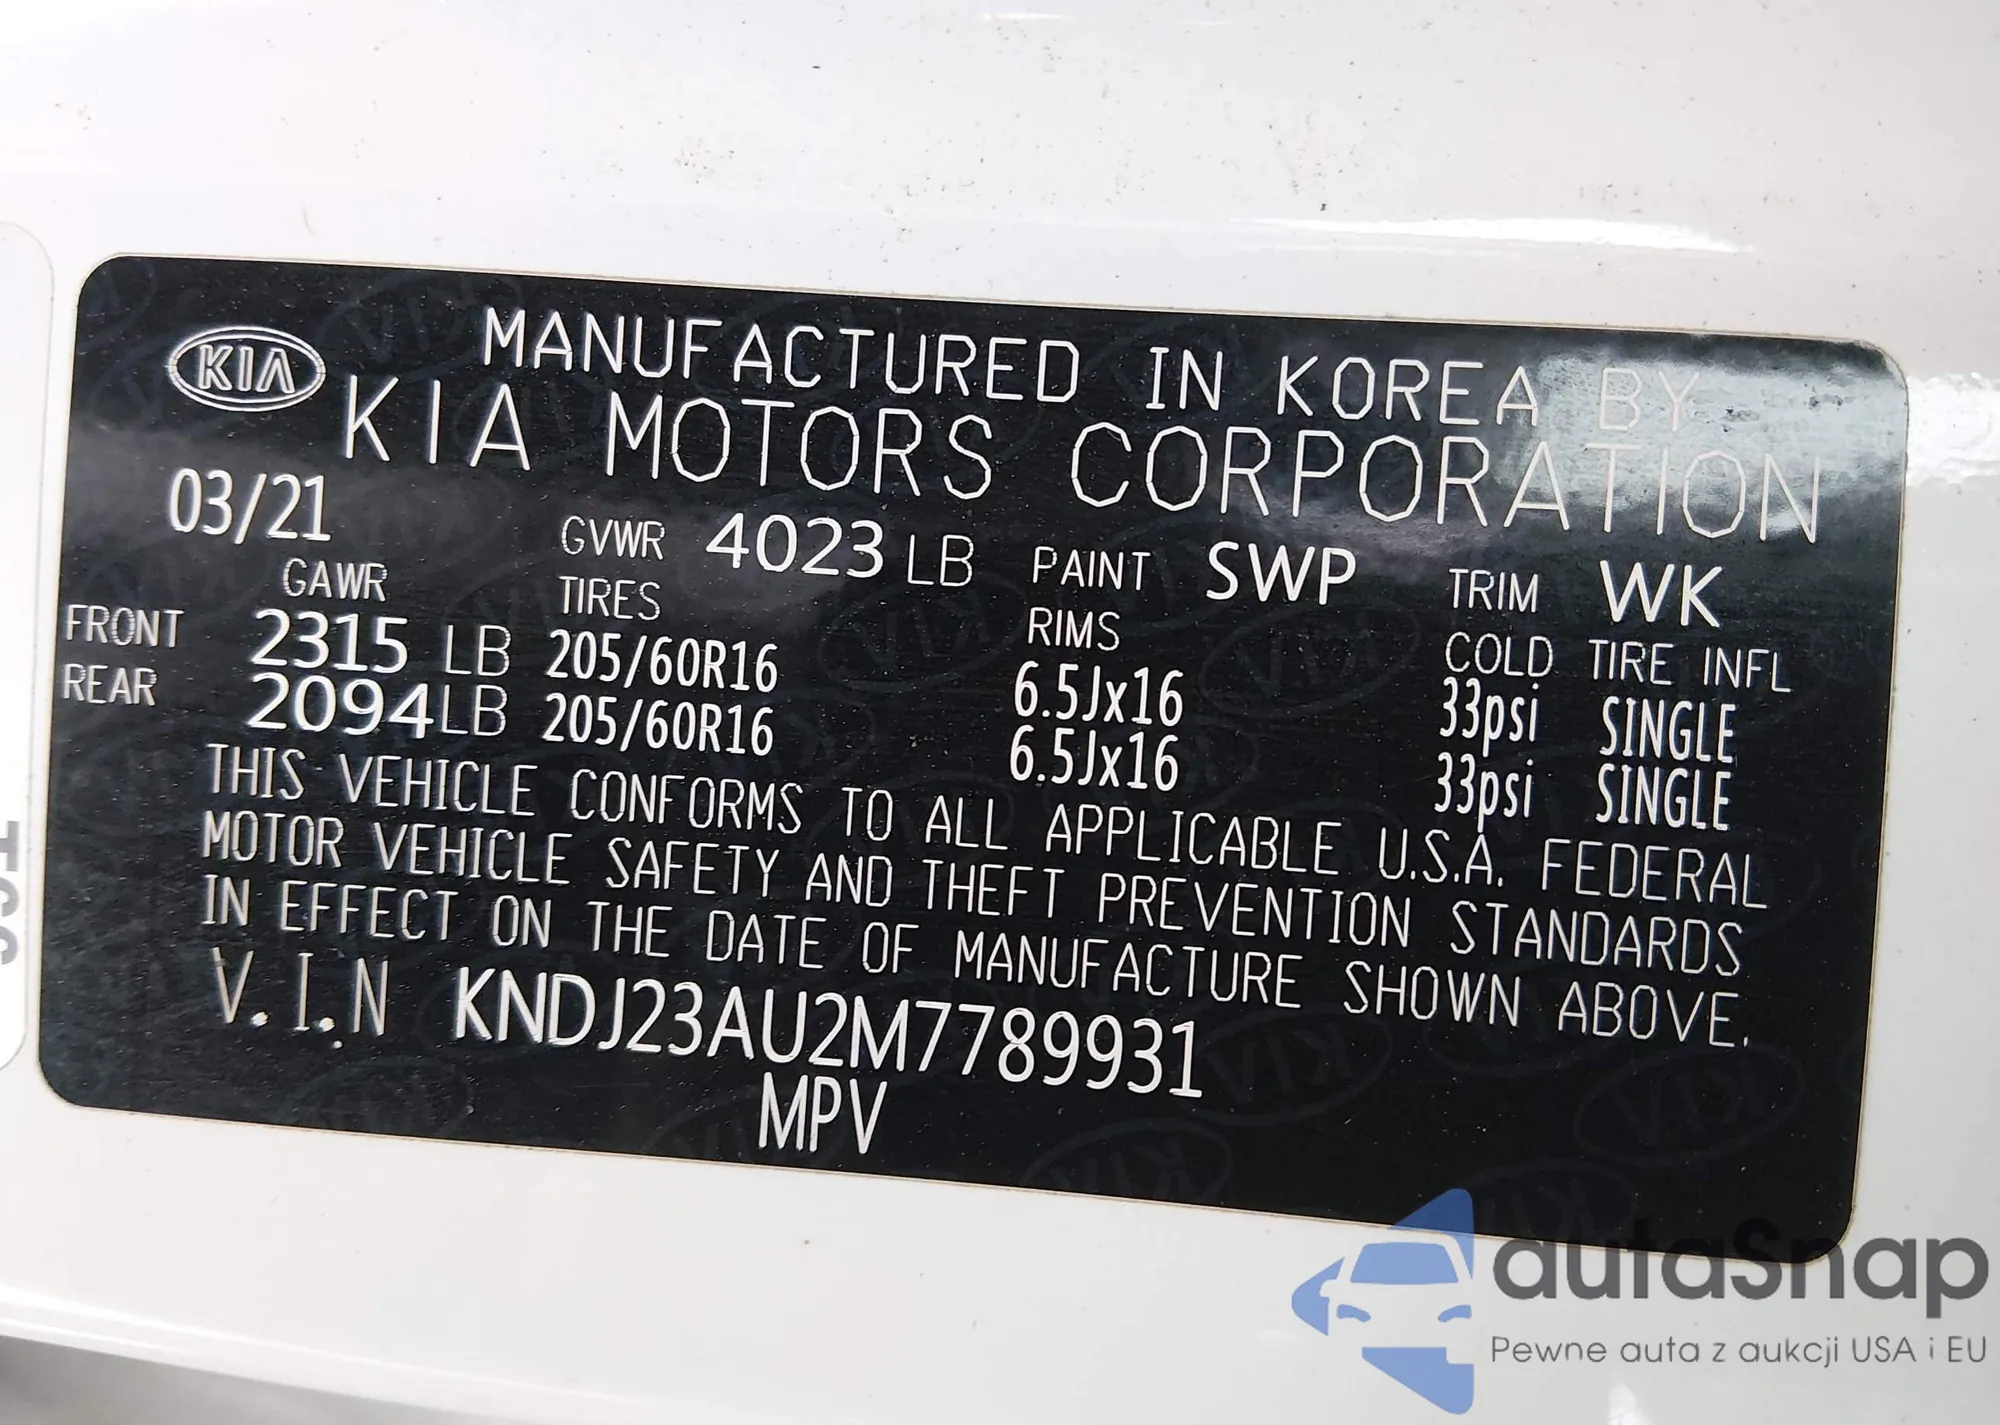 KIA
MANUFACTURED IN KOREA BY
KIA MOTORS CORPORATION
03/21 GVWR 4023 LB PAINT SWP TRIM WK
GAWR TIRES RIMS COLD TIRE INFL
FRONT 2315 LB 205/60R16 6.5Jx16 33psi SINGLE
REAR 2094 LB 205/60R16 6.5Jx16 33psi SINGLE
THIS VEHICLE CONFORMS TO ALL APPLICABLE U.S.A. FEDERAL
MOTOR VEHICLE SAFETY AND THEFT PREVENTION STANDARDS
IN EFFECT ON THE DATE OF MANUFACTURE SHOWN ABOVE.
V.I.N KNDJ23AU2M7789931
MPV
autaSnap
Pewne auta z aukcji USA i EU